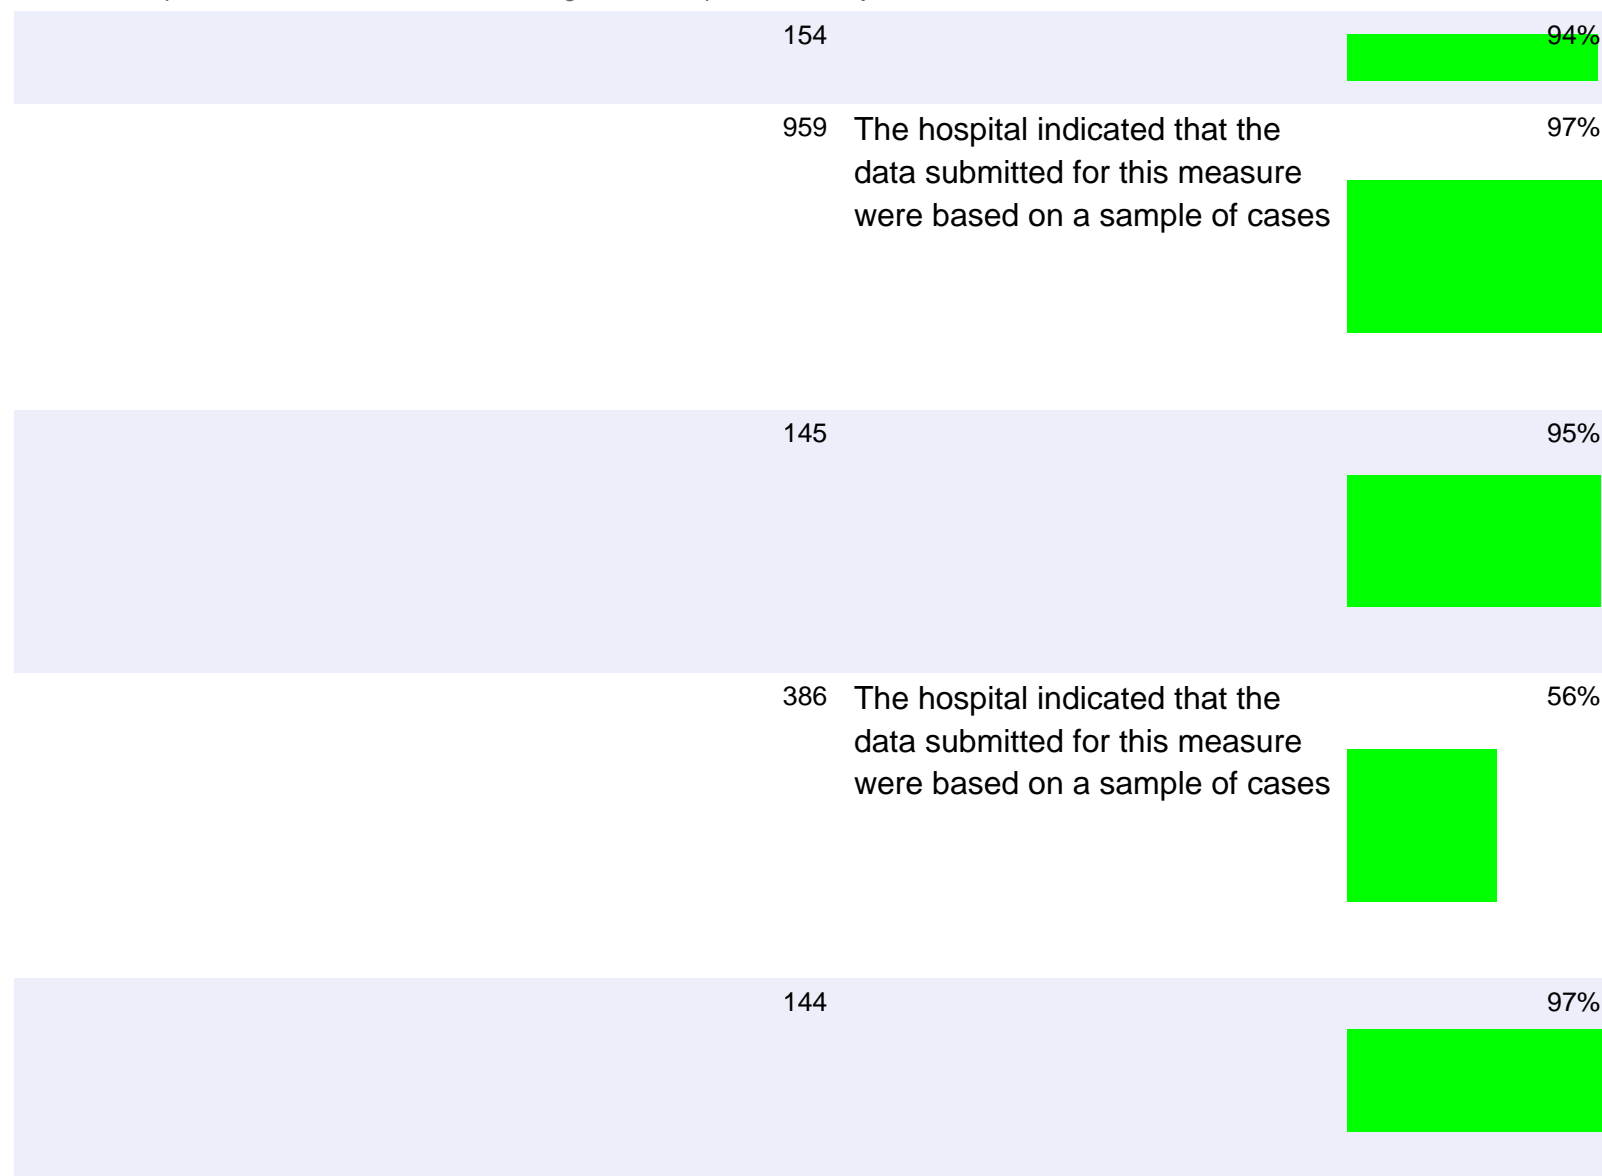 154 94%
959 The hospital indicated that the 97%
data submitted for this measure
were based on a sample of cases
145 95%
386 The hospital indicated that the 56%
data submitted for this measure
were based on a sample of cases
144 97%